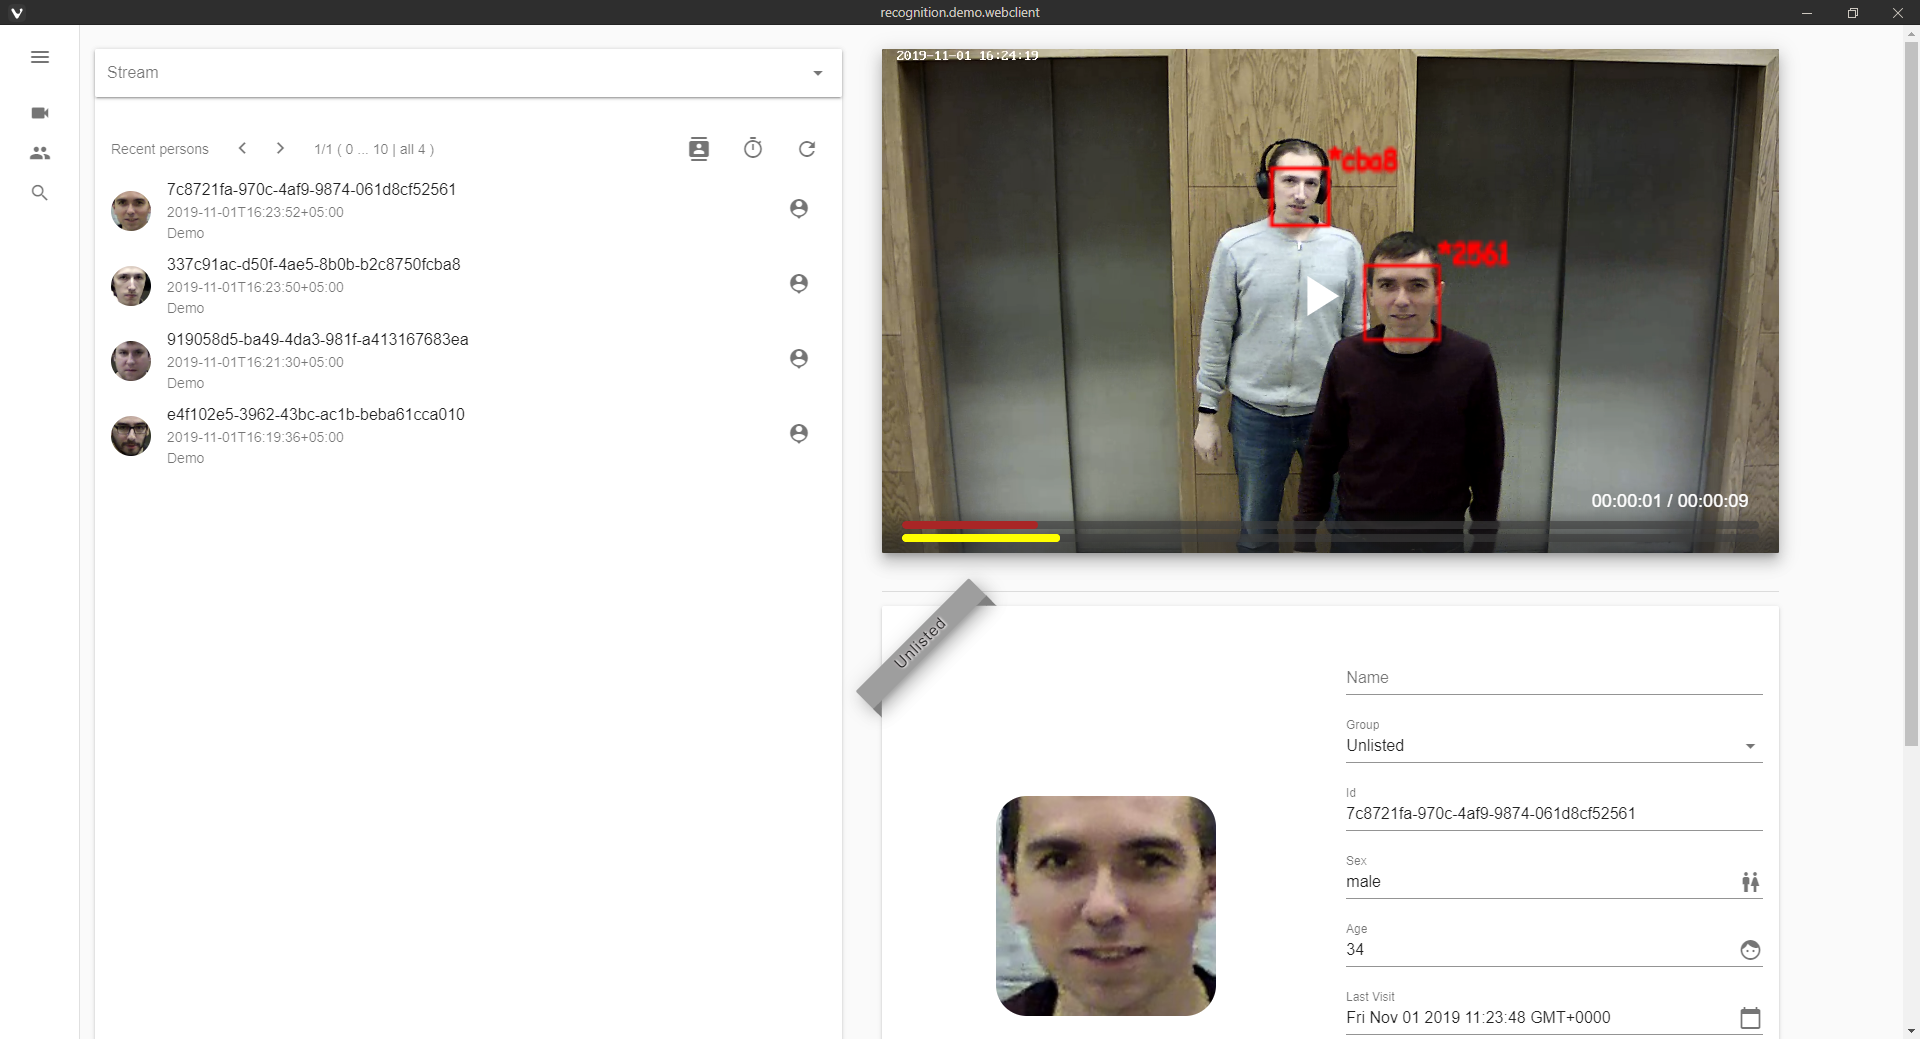 recognition.demo.webclient
Stream
Recent persons
1/1 ( 0 ... 10 | all 4 )
7c8721fa-970c-4af9-9874-061d8cf52561
2019-11-01T16:23:52+05:00
Demo
337c91ac-d50f-4ae5-8b0b-b2c8750fcba8
2019-11-01T16:23:50+05:00
Demo
919058d5-ba49-4da3-981f-a413167683ea
2019-11-01T16:21:30+05:00
Demo
e4f102e5-3962-43bc-ac1b-beba61cca010
2019-11-01T16:19:36+05:00
Demo
2019-11-01 16:24:19
*cba8
*2561
00:00:01 / 00:00:09
Unlisted
Name
Group
Unlisted
Id
7c8721fa-970c-4af9-9874-061d8cf52561
Sex
male
Age
34
Last Visit
Fri Nov 01 2019 11:23:48 GMT+0000